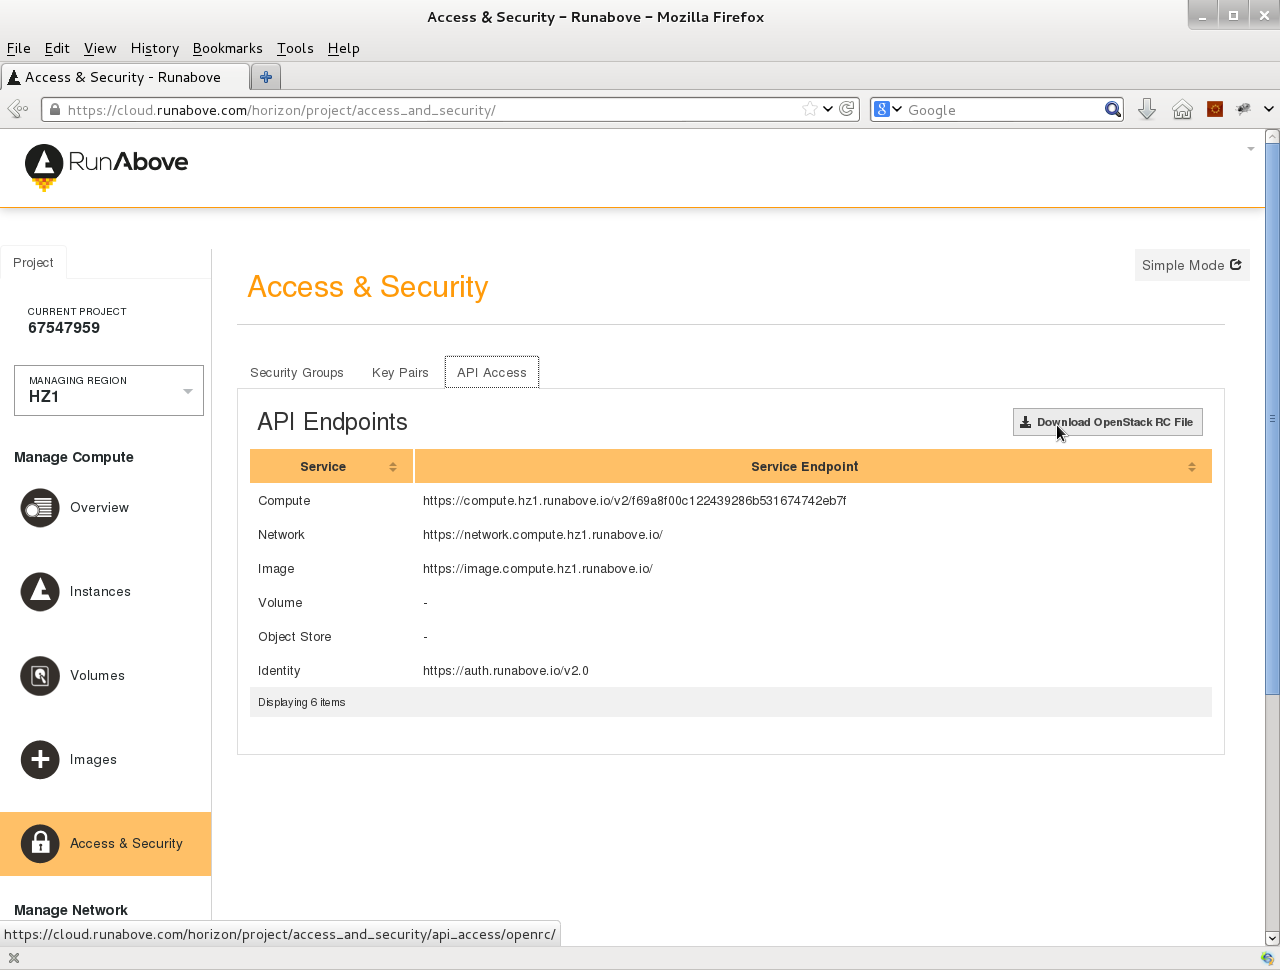 Access & Security – Runabove – Mozilla Firefox
File Edit View History Bookmarks Tools Help
Access & Security - Runabove
https://cloud.runabove.com/horizon/project/access_and_security/
Google
RunAbove
Project
Simple Mode
Access & Security
CURRENT PROJECT
67547959
MANAGING REGION
HZ1
Security Groups Key Pairs API Access
API Endpoints
Download OpenStack RC File
Service Service Endpoint
Compute https://compute.hz1.runabove.io/v2/f69a8f00c122439286b531674742eb7f
Network https://network.compute.hz1.runabove.io/
Image https://image.compute.hz1.runabove.io/
Volume -
Object Store -
Identity https://auth.runabove.io/v2.0
Displaying 6 items
Manage Compute
Overview
Instances
Volumes
Images
Access & Security
Manage Network
https://cloud.runabove.com/horizon/project/access_and_security/api_access/openrc/